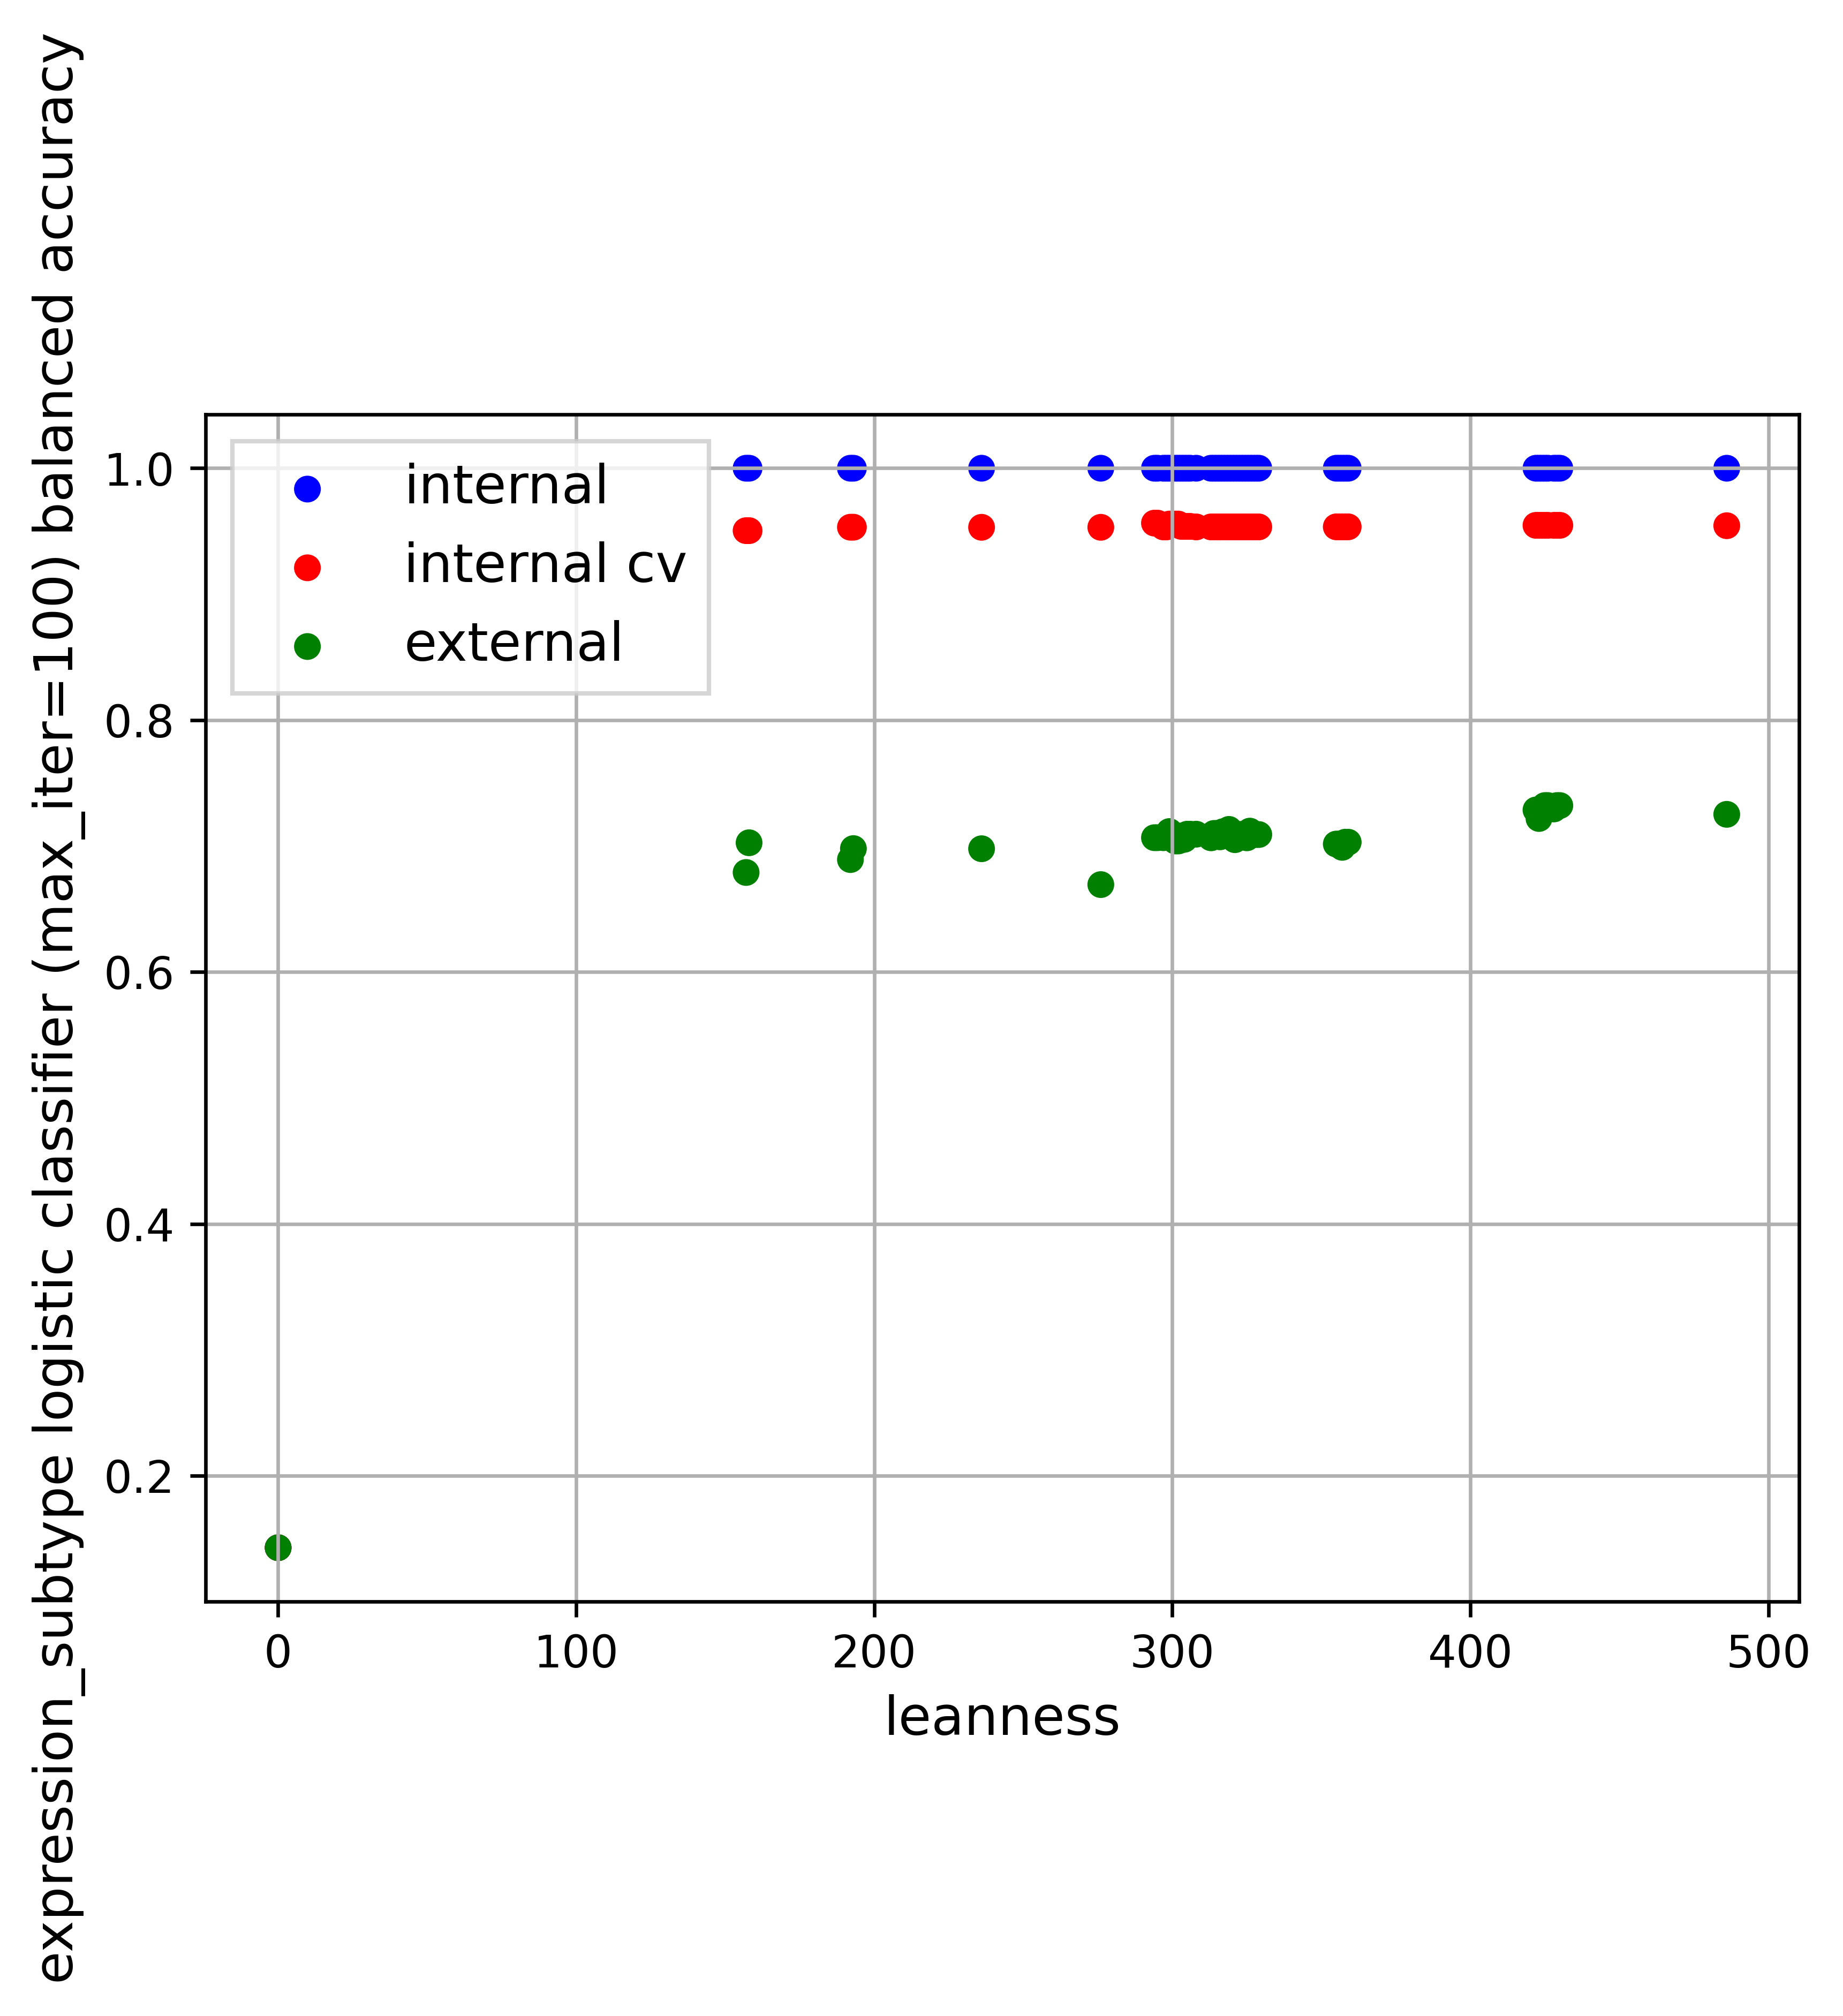 expression_subtype logistic classifier (max_iter=100) balanced accuracy
internal
internal cv
external
1.0
0.8
0.6
0.4
0.2
0
100
200
300
400
500
leanness